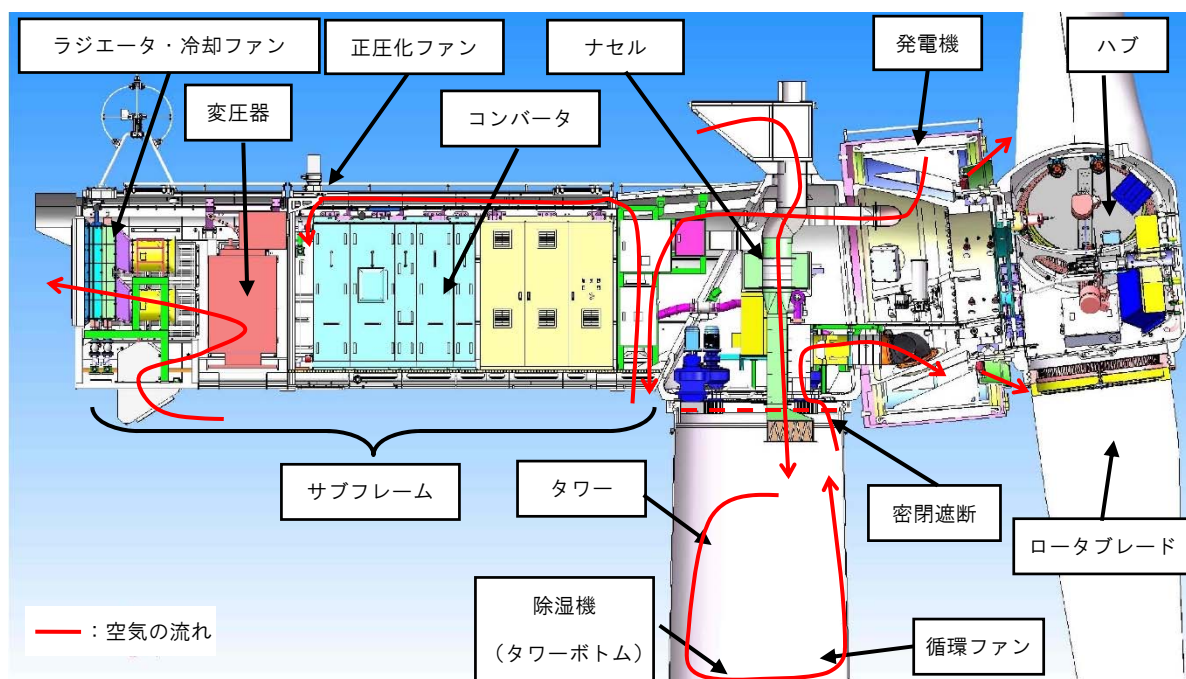 ラジエータ・冷却ファン
正圧化ファン
ナセル
発電機
ハブ
変圧器
コンバータ
サブフレーム
タワー
密閉遮断
ロータブレード
除湿機
（タワーボトム）
循環ファン
：空気の流れ